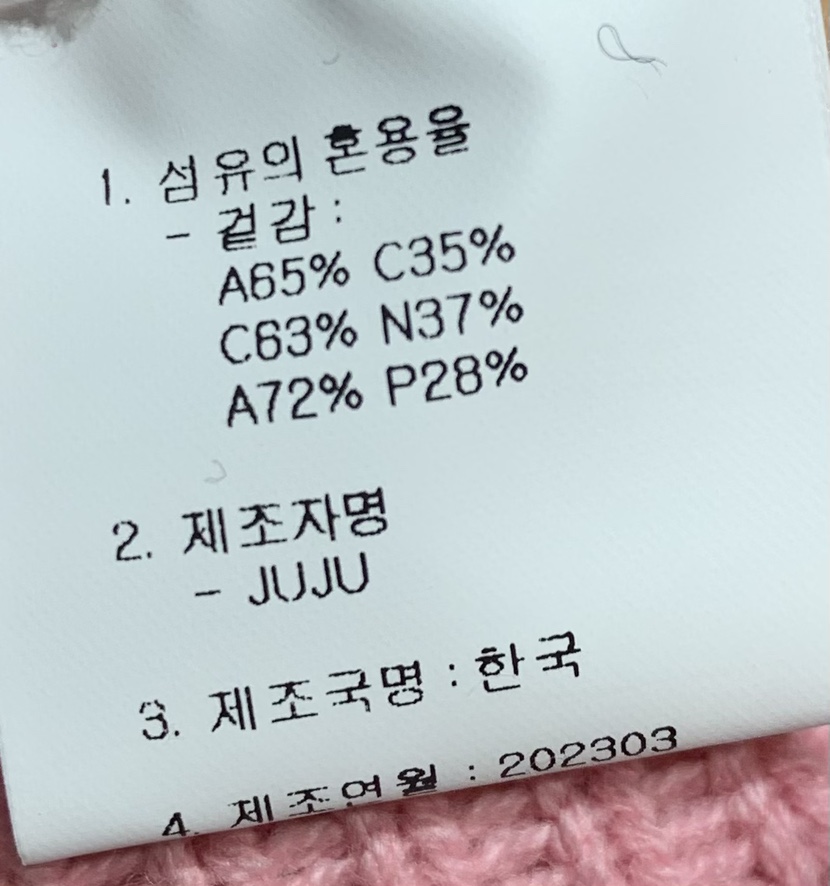 1. 섬유의 혼용율
- 겉감 :
A65% C35%
C63% N37%
A72% P28%
2. 제조자명
- JUJU
3. 제조국명 : 한국
4. 제조연월 : 202303